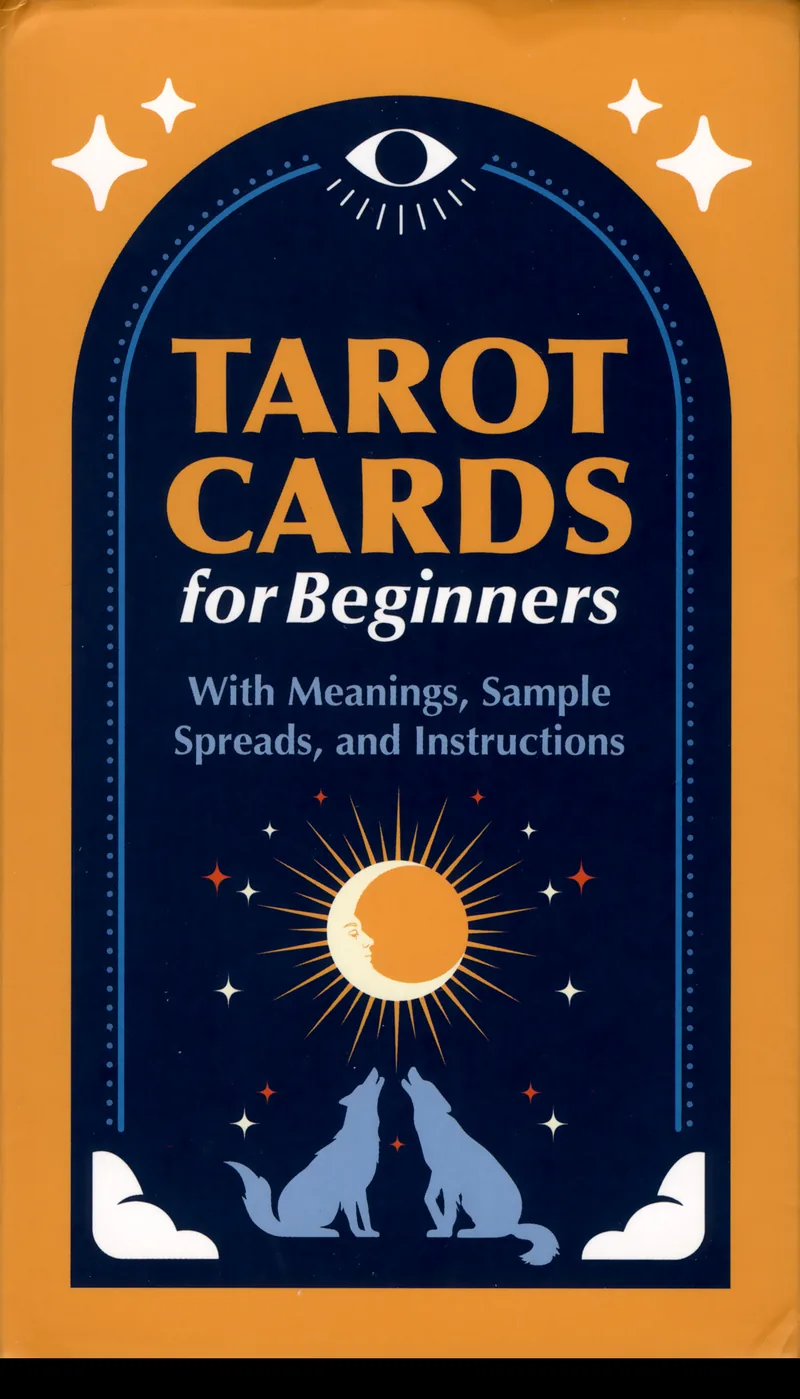 TAROT
CARDS
for Beginners
With Meanings, Sample
Spreads, and Instructions